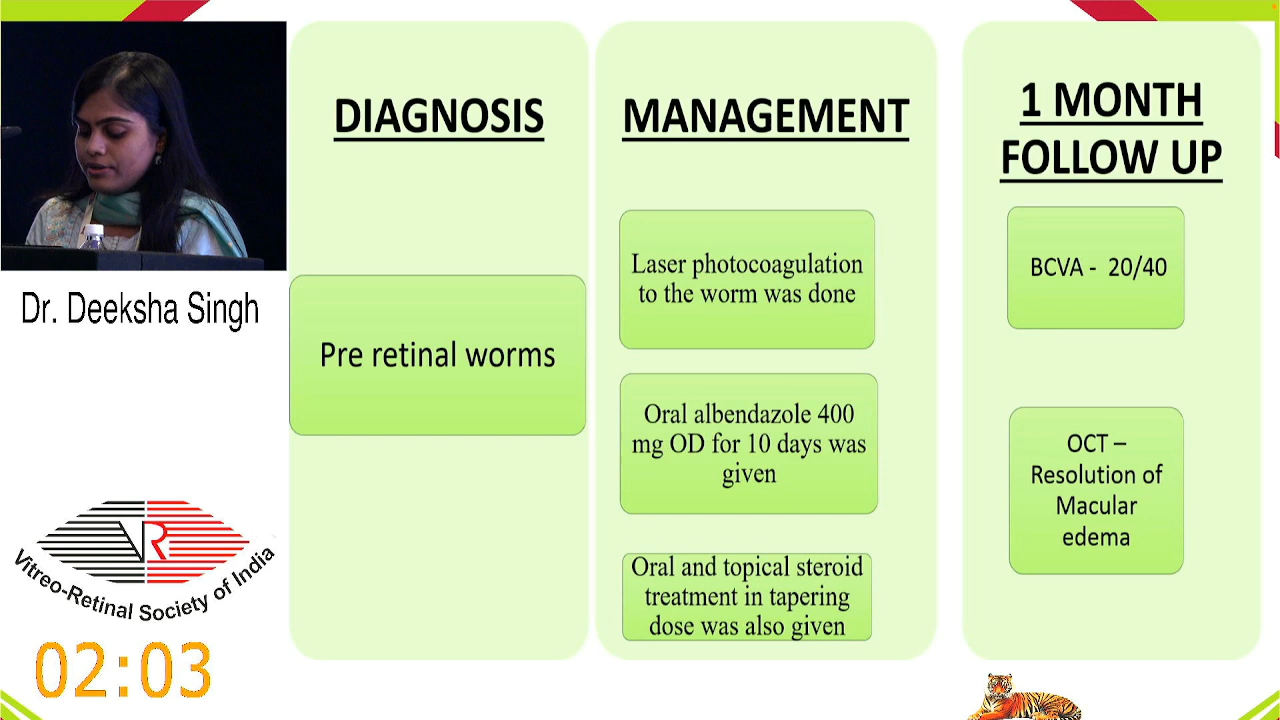 DIAGNOSIS
Pre retinal worms
MANAGEMENT
Laser photocoagulation
to the worm was done
Oral albendazole 400
mg OD for 10 days was
given
Oral and topical steroid
treatment in tapering
dose was also given
1 MONTH
FOLLOW UP
BCVA - 20/40
OCT –
Resolution of
Macular
edema
Dr. Deeksha Singh
VR
Vitreo-Retinal Society of India
02:03